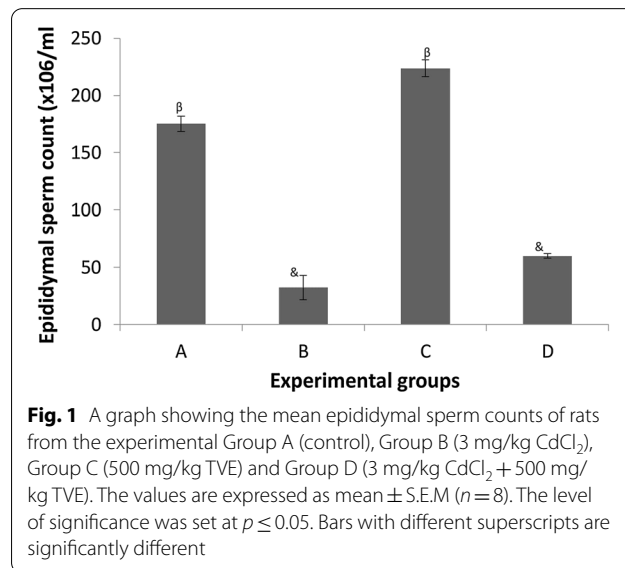 Epididymal sperm count (x106/ml
250
200
150
100
50
0
β
&
β
&
A B C D
Experimental groups
Fig. 1 A graph showing the mean epididymal sperm counts of rats
from the experimental Group A (control), Group B (3 mg/kg CdCl₂),
Group C (500 mg/kg TVE) and Group D (3 mg/kg CdCl₂ + 500 mg/
kg TVE). The values are expressed as mean ± S.E.M (n = 8). The level
of significance was set at p ≤ 0.05. Bars with different superscripts are
significantly different